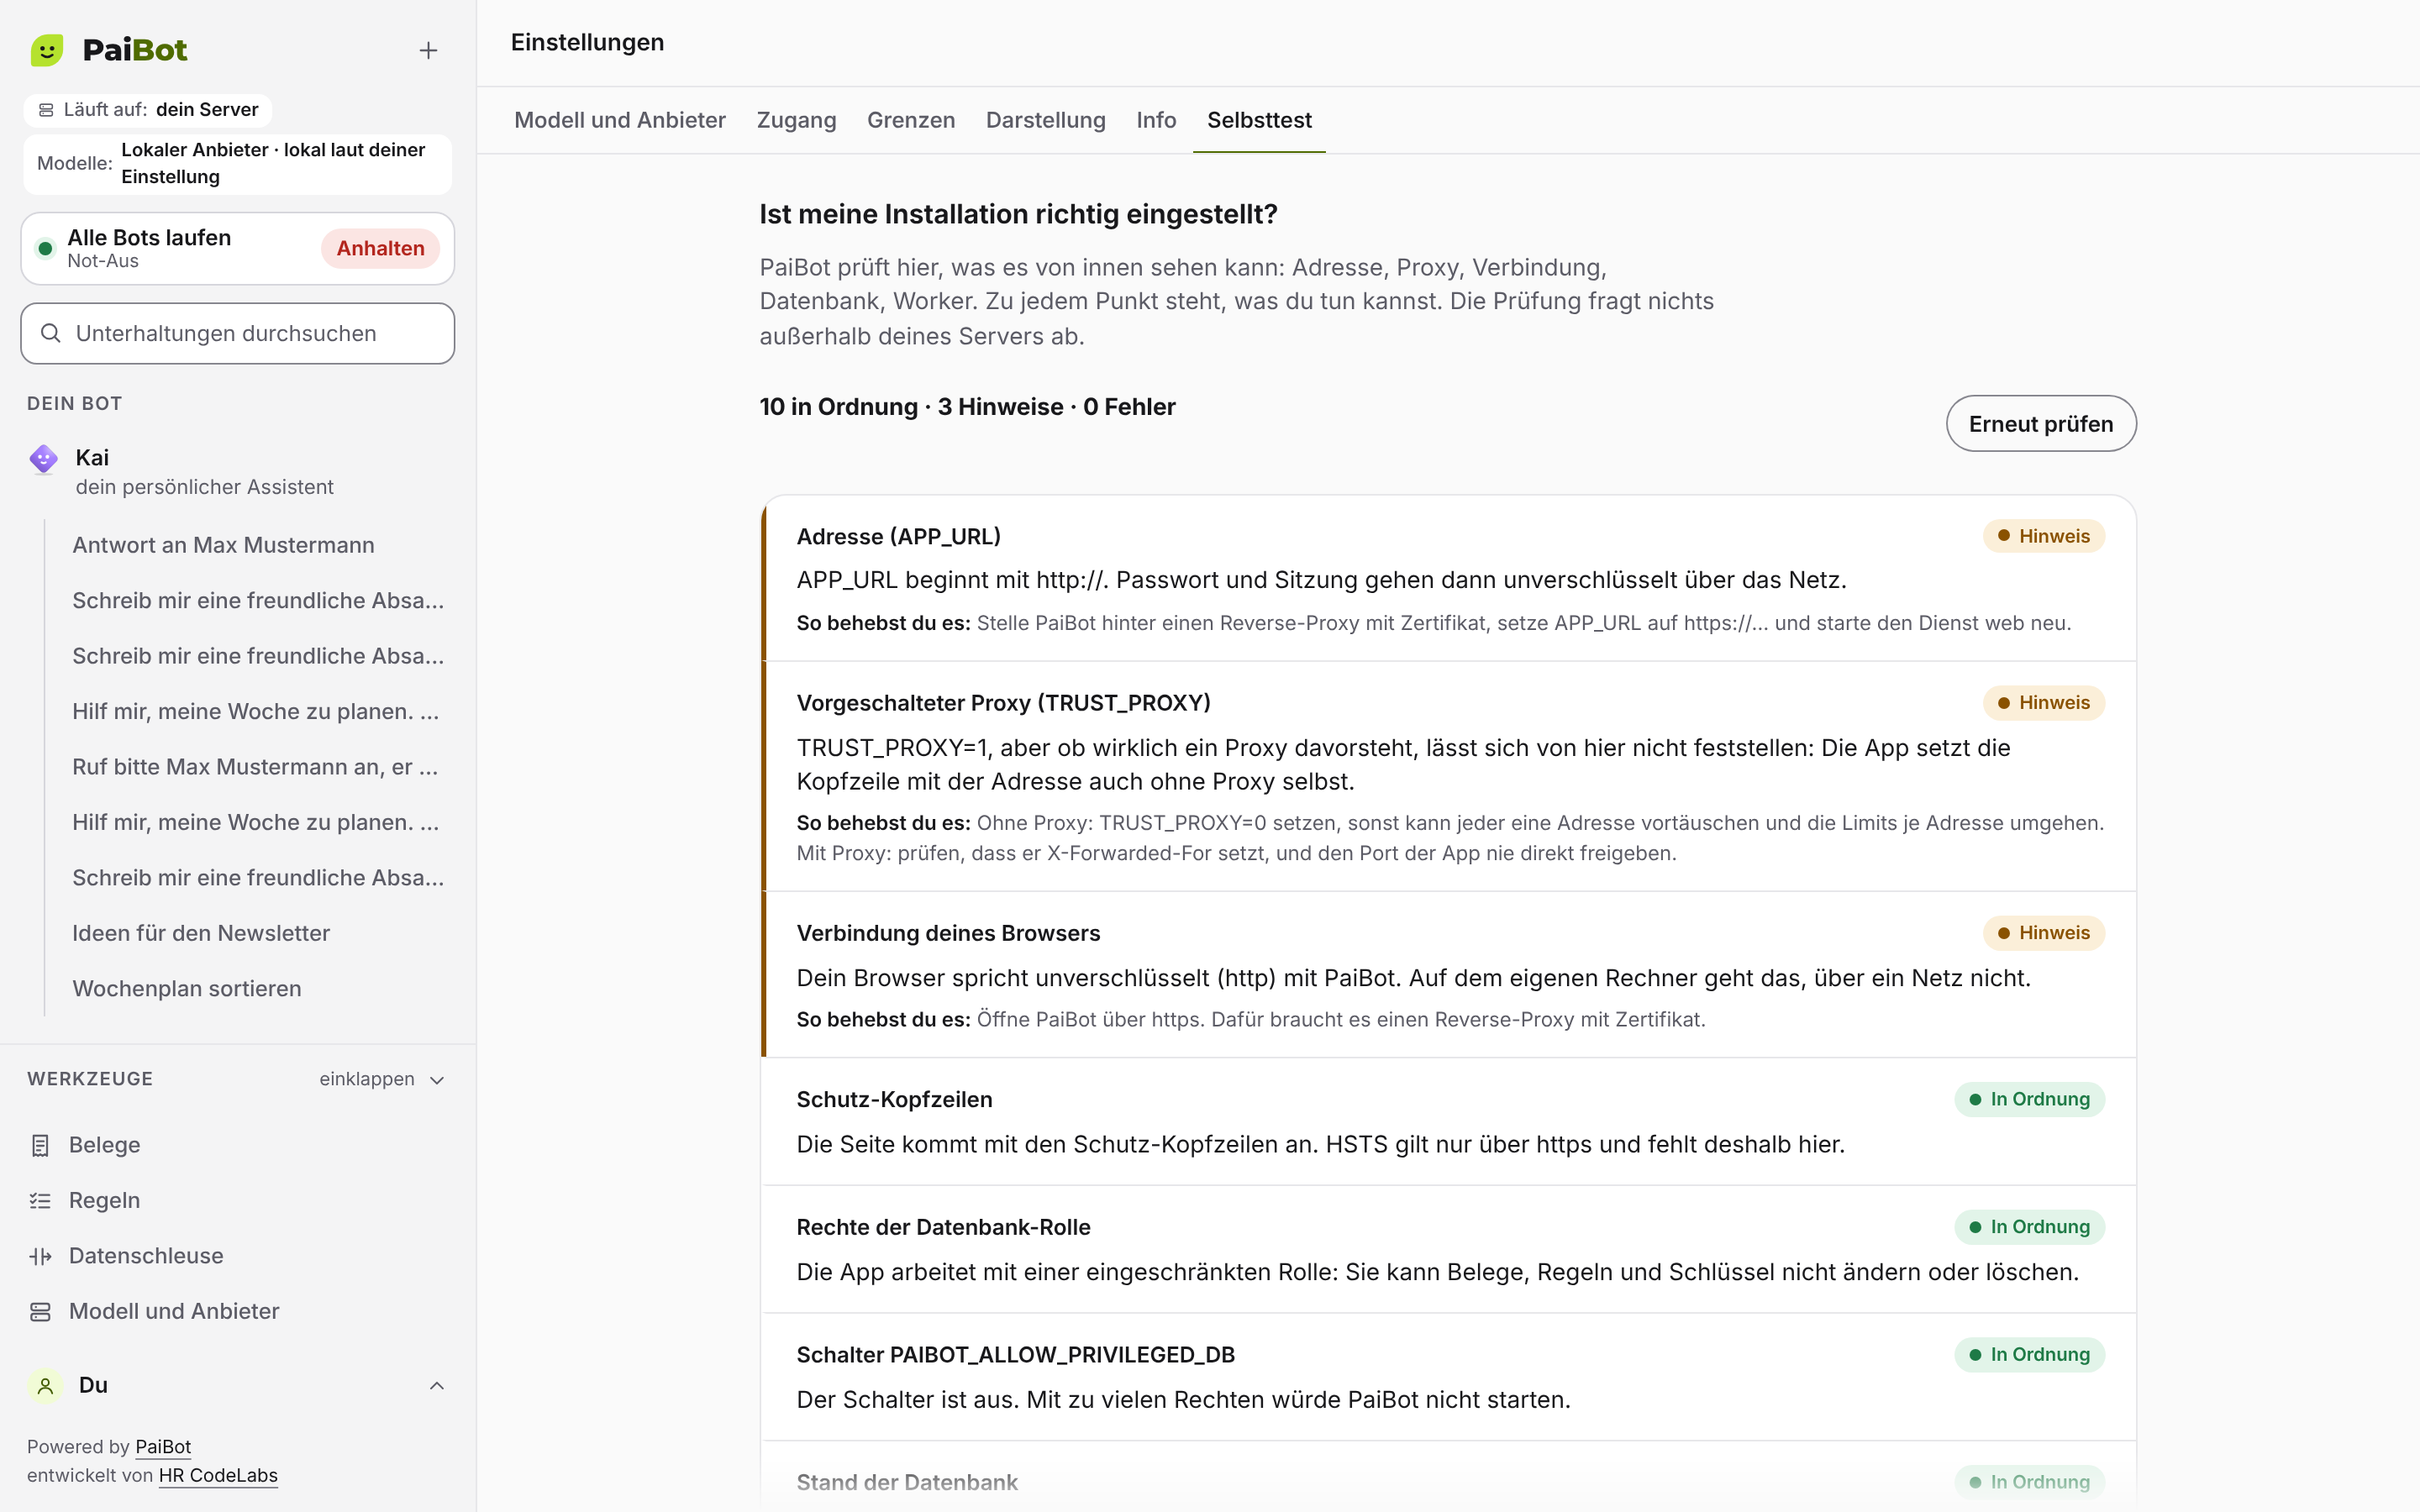 PaiBot
Läuft auf: dein Server
Modelle: Lokaler Anbieter · lokal laut deiner
Einstellung
Alle Bots laufen
Not-Aus
Anhalten
Unterhaltungen durchsuchen
DEIN BOT
Kai
dein persönlicher Assistent
Antwort an Max Mustermann
Schreib mir eine freundliche Absa...
Schreib mir eine freundliche Absa...
Hilf mir, meine Woche zu planen. ...
Ruf bitte Max Mustermann an, er ...
Hilf mir, meine Woche zu planen. ...
Schreib mir eine freundliche Absa...
Ideen für den Newsletter
Wochenplan sortieren
WERKZEUGE einklappen
Belege
Regeln
Datenschleuse
Modell und Anbieter
Du
Powered by PaiBot
entwickelt von HR CodeLabs
Einstellungen
Modell und Anbieter Zugang Grenzen Darstellung Info Selbsttest
Ist meine Installation richtig eingestellt?
PaiBot prüft hier, was es von innen sehen kann: Adresse, Proxy, Verbindung,
Datenbank, Worker. Zu jedem Punkt steht, was du tun kannst. Die Prüfung fragt nichts
außerhalb deines Servers ab.
10 in Ordnung · 3 Hinweise · 0 Fehler
Erneut prüfen
Adresse (APP_URL) Hinweis
APP_URL beginnt mit http://. Passwort und Sitzung gehen dann unverschlüsselt über das Netz.
So behebst du es: Stelle PaiBot hinter einen Reverse-Proxy mit Zertifikat, setze APP_URL auf https://... und starte den Dienst web neu.
Vorgeschalteter Proxy (TRUST_PROXY) Hinweis
TRUST_PROXY=1, aber ob wirklich ein Proxy davorsteht, lässt sich von hier nicht feststellen: Die App setzt die
Kopfzeile mit der Adresse auch ohne Proxy selbst.
So behebst du es: Ohne Proxy: TRUST_PROXY=0 setzen, sonst kann jeder eine Adresse vortäuschen und die Limits je Adresse umgehen.
Mit Proxy: prüfen, dass er X-Forwarded-For setzt, und den Port der App nie direkt freigeben.
Verbindung deines Browsers Hinweis
Dein Browser spricht unverschlüsselt (http) mit PaiBot. Auf dem eigenen Rechner geht das, über ein Netz nicht.
So behebst du es: Öffne PaiBot über https. Dafür braucht es einen Reverse-Proxy mit Zertifikat.
Schutz-Kopfzeilen In Ordnung
Die Seite kommt mit den Schutz-Kopfzeilen an. HSTS gilt nur über https und fehlt deshalb hier.
Rechte der Datenbank-Rolle In Ordnung
Die App arbeitet mit einer eingeschränkten Rolle: Sie kann Belege, Regeln und Schlüssel nicht ändern oder löschen.
Schalter PAIBOT_ALLOW_PRIVILEGED_DB In Ordnung
Der Schalter ist aus. Mit zu vielen Rechten würde PaiBot nicht starten.
Stand der Datenbank In Ordnung